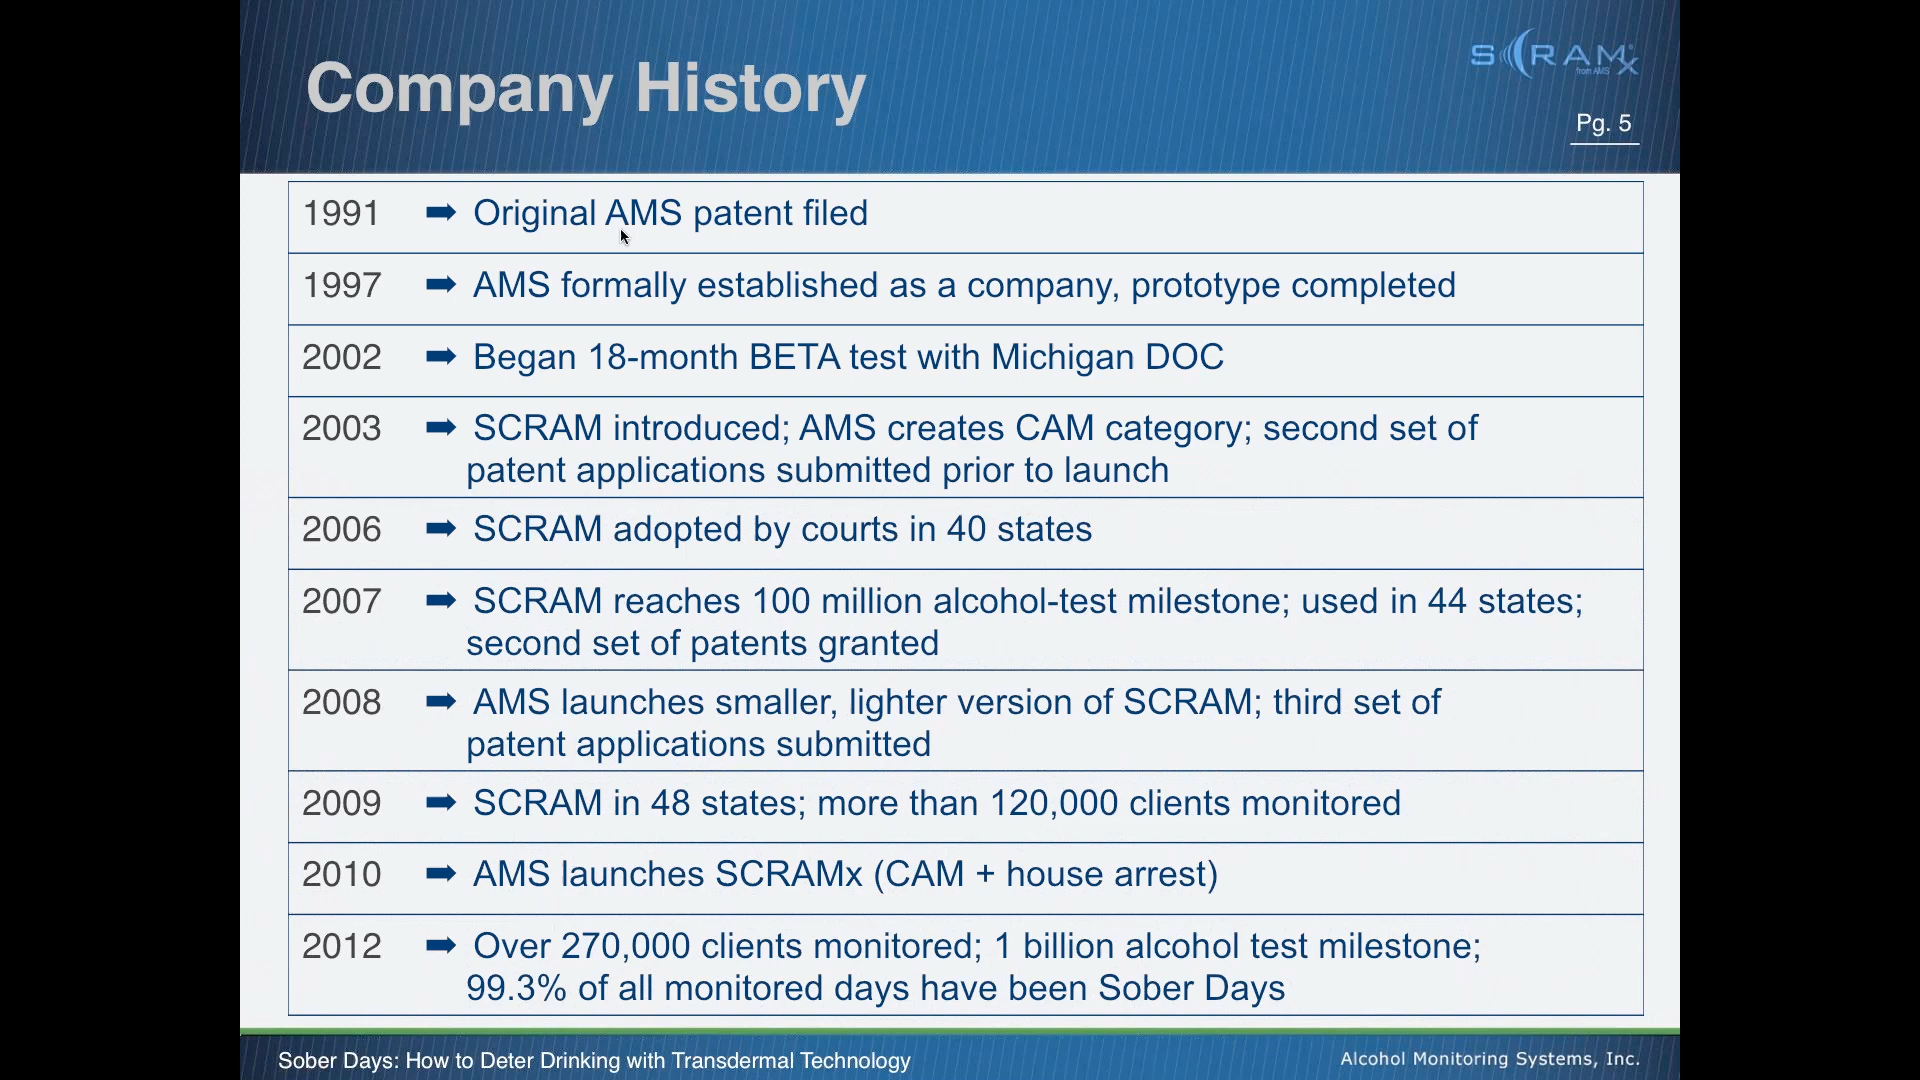 Company History
SCRAMx
from AMS
Pg. 5
1991 ➡ Original AMS patent filed
1997 ➡ AMS formally established as a company, prototype completed
2002 ➡ Began 18-month BETA test with Michigan DOC
2003 ➡ SCRAM introduced; AMS creates CAM category; second set of
patent applications submitted prior to launch
2006 ➡ SCRAM adopted by courts in 40 states
2007 ➡ SCRAM reaches 100 million alcohol-test milestone; used in 44 states;
second set of patents granted
2008 ➡ AMS launches smaller, lighter version of SCRAM; third set of
patent applications submitted
2009 ➡ SCRAM in 48 states; more than 120,000 clients monitored
2010 ➡ AMS launches SCRAMx (CAM + house arrest)
2012 ➡ Over 270,000 clients monitored; 1 billion alcohol test milestone;
99.3% of all monitored days have been Sober Days
Sober Days: How to Deter Drinking with Transdermal Technology
Alcohol Monitoring Systems, Inc.